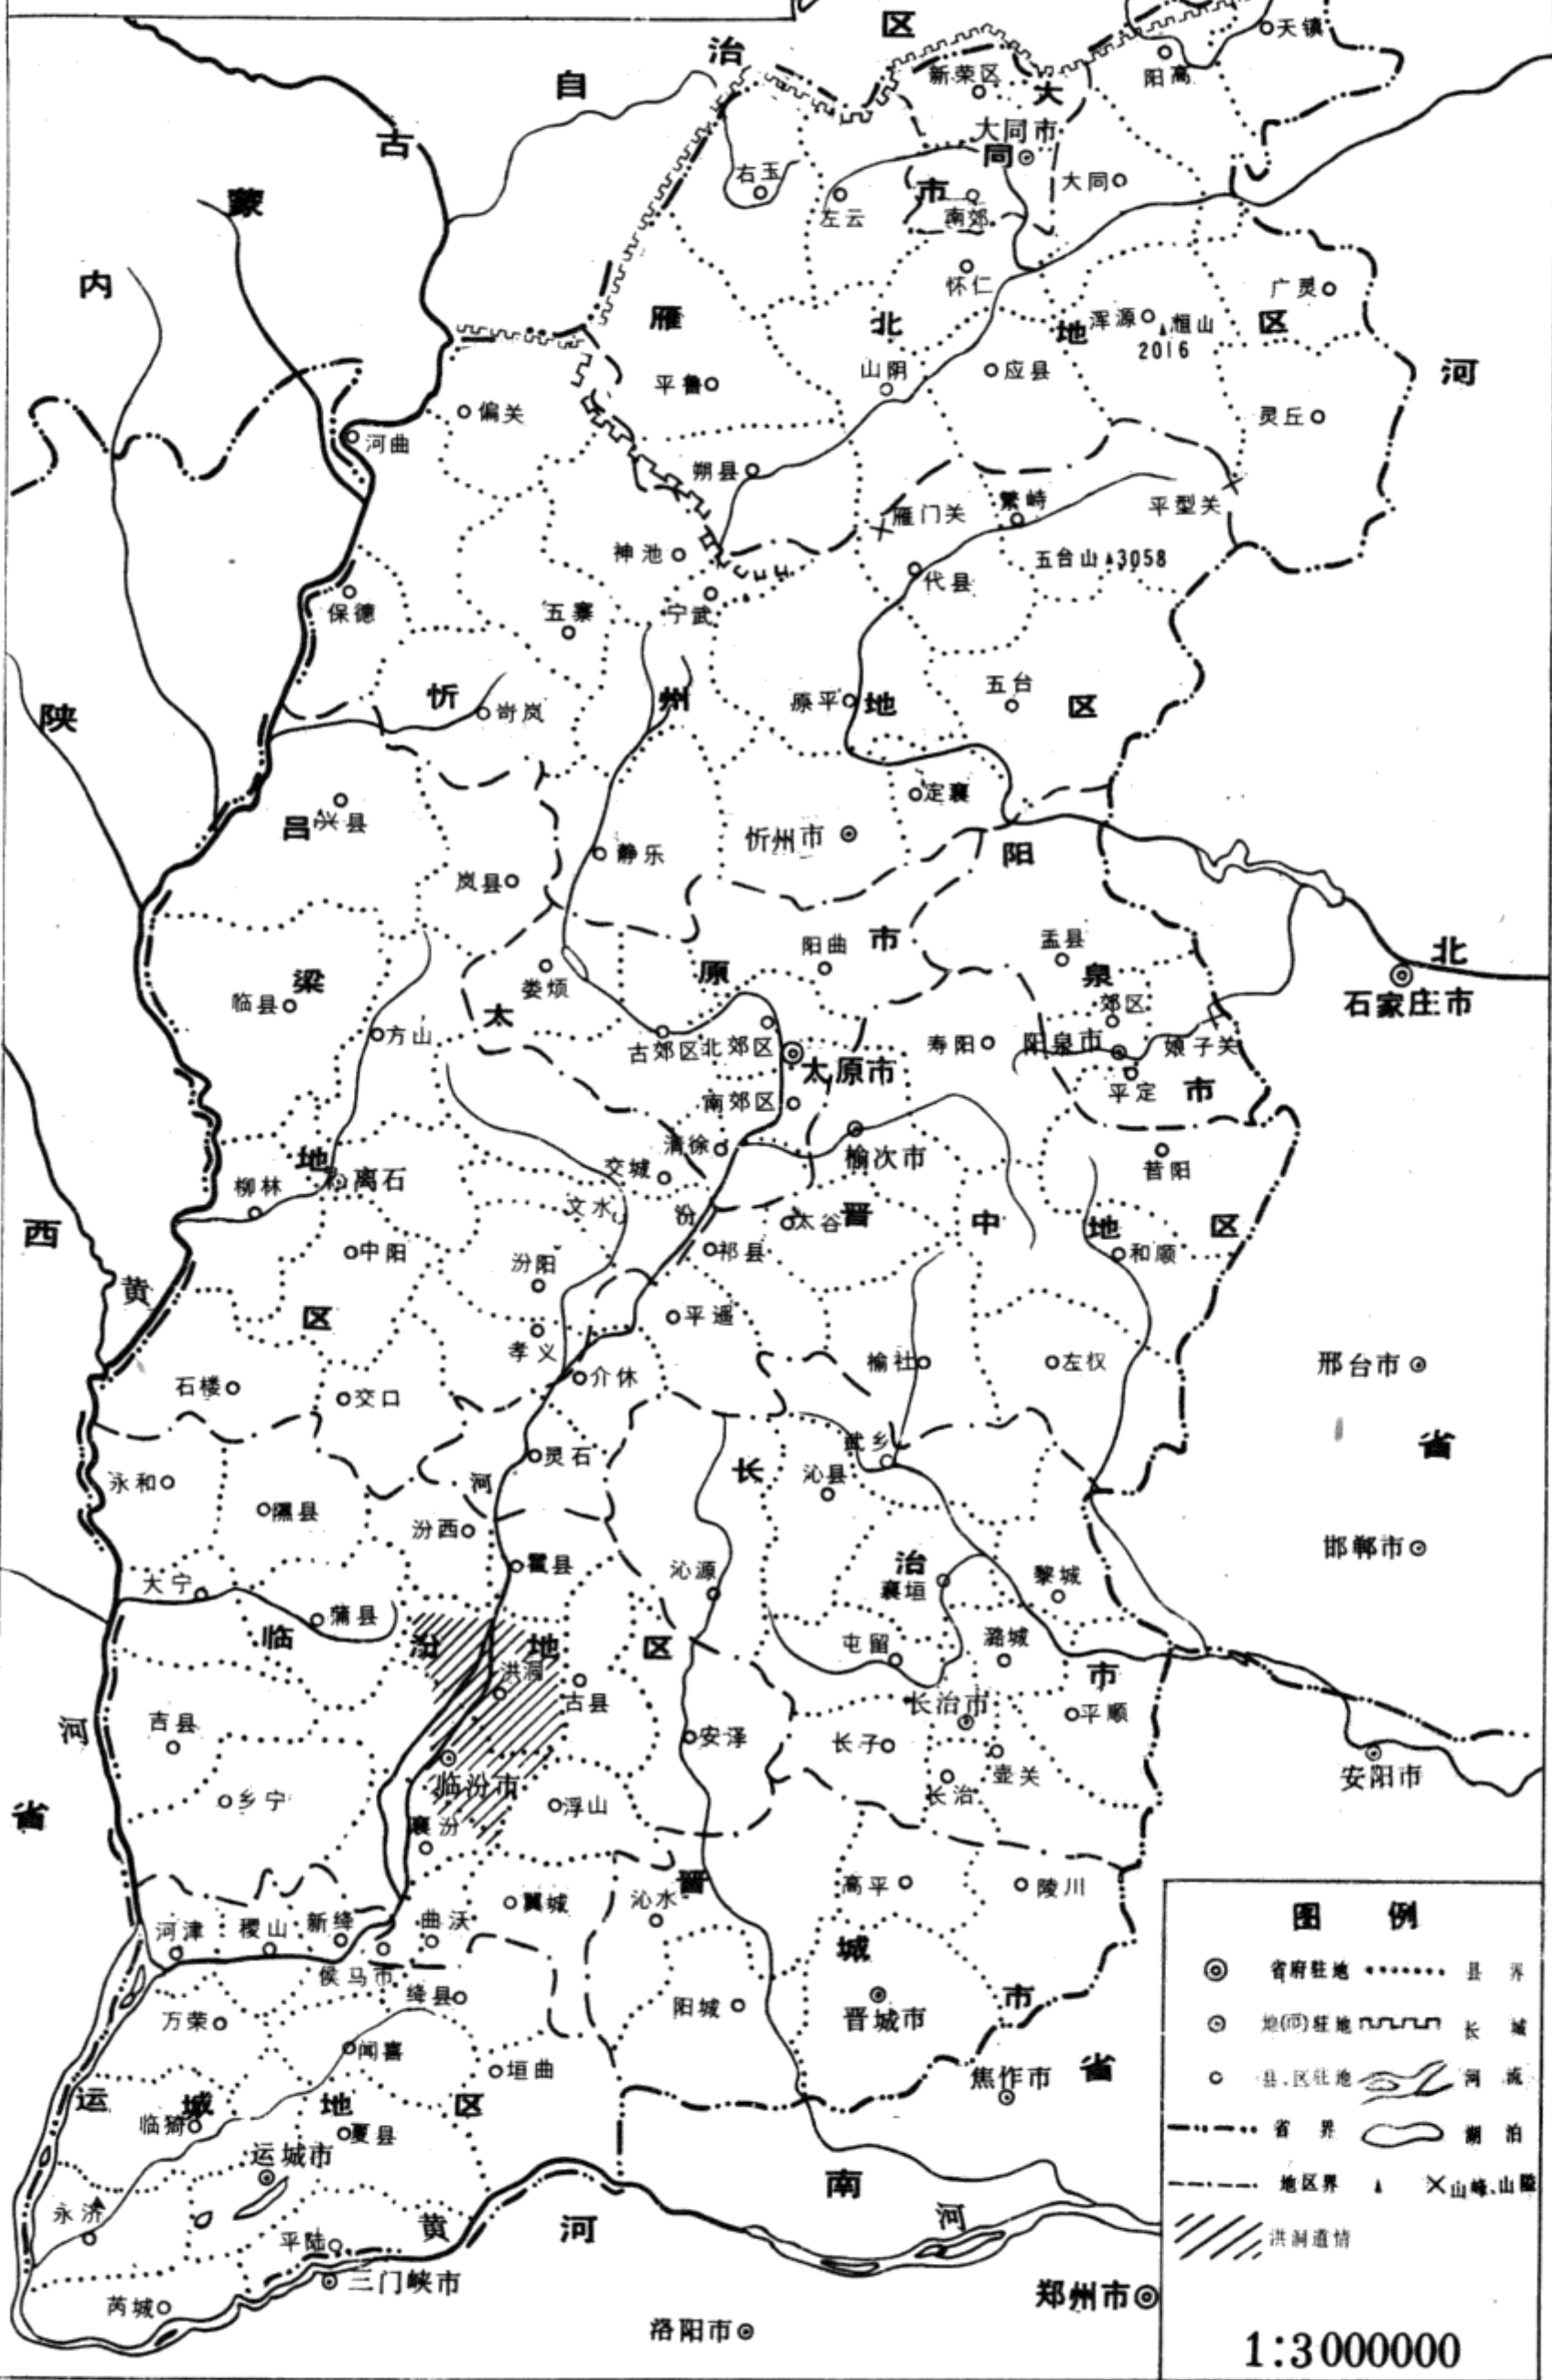 区
天镇
治
自
新荣区
大
阳高
古
大同市
同
右玉
大同
蒙
市
左云
南郊
内
怀仁
广灵
雁
北
地
浑源
恒山
区
2016
山阴
应县
河
平鲁
偏关
灵丘
河曲
朔县
雁门关
繁峙
平型关
神池
五台山
3058
代县
保德
五寨
宁武
忻
州
原平
地
五台
区
岢岚
陕
定襄
吕
兴县
忻州市
静乐
阳
岚县
阳曲
市
盂县
北
梁
原
泉
临县
娄烦
郊区
石家庄市
太
方山
古郊区
北郊区
寿阳
阳泉市
娘子关
太原市
平定
市
南郊区
清徐
榆次市
地
交城
昔阳
柳林
离石
文水
汾
太谷
晋
中
地
区
西
中阳
汾阳
祁县
和顺
黄
区
平遥
孝义
榆社
左权
邢台市
石楼
交口
介休
武乡
省
灵石
长
沁县
永和
隰县
河
汾西
邯郸市
霍县
沁源
治
襄垣
黎城
大宁
蒲县
临
汾
地
区
屯留
潞城
洪洞
市
古县
长治市
平顺
河
吉县
安泽
长子
壶关
安阳市
临汾市
长治
乡宁
浮山
省
襄汾
晋
高平
陵川
翼城
沁水
图 例
河津
稷山
新绛
曲沃
城
省府驻地
县 界
侯马市
绛县
阳城
晋城市
市
万荣
长 城
闻喜
垣曲
焦作市
省
县、区驻地
河 流
运
城
地
区
临猗
夏县
省 界
湖 泊
运城市
南
地区界
山峰、山隘
永济
河
平陆
黄
河
洪洞道情
三门峡市
郑州市
芮城
洛阳市
1:3000000